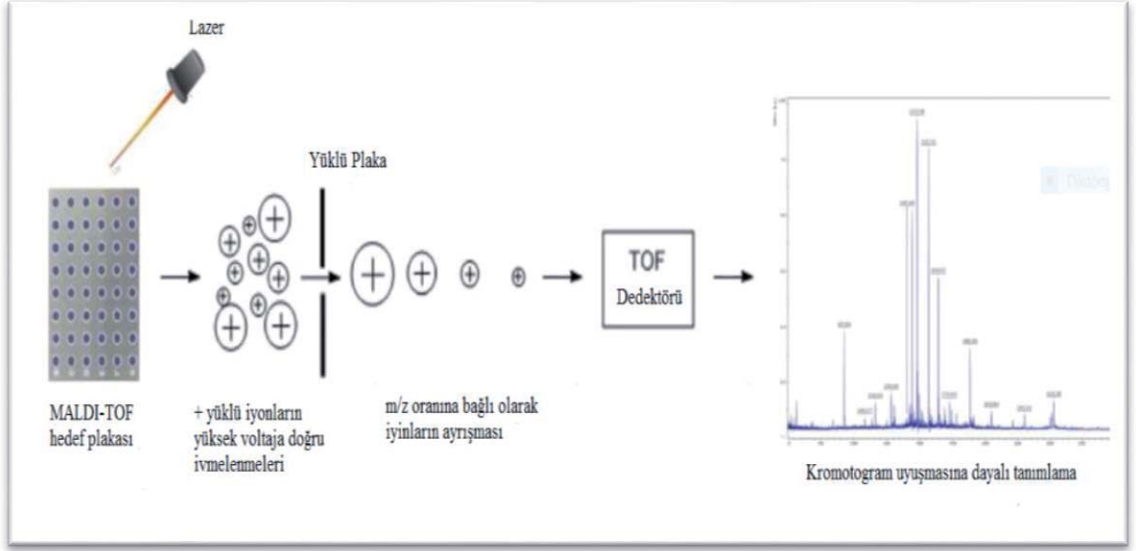 Lazer
Yüklü Plaka
TOF
Dedektörü
MALDI-TOF
hedef plakası
+ yüklü iyonların
yüksek voltaja doğru
ivmelenmeleri
m/z oranına bağlı olarak
iyinların ayrışması
Kromotogram uyuşmasına dayalı tanımlama